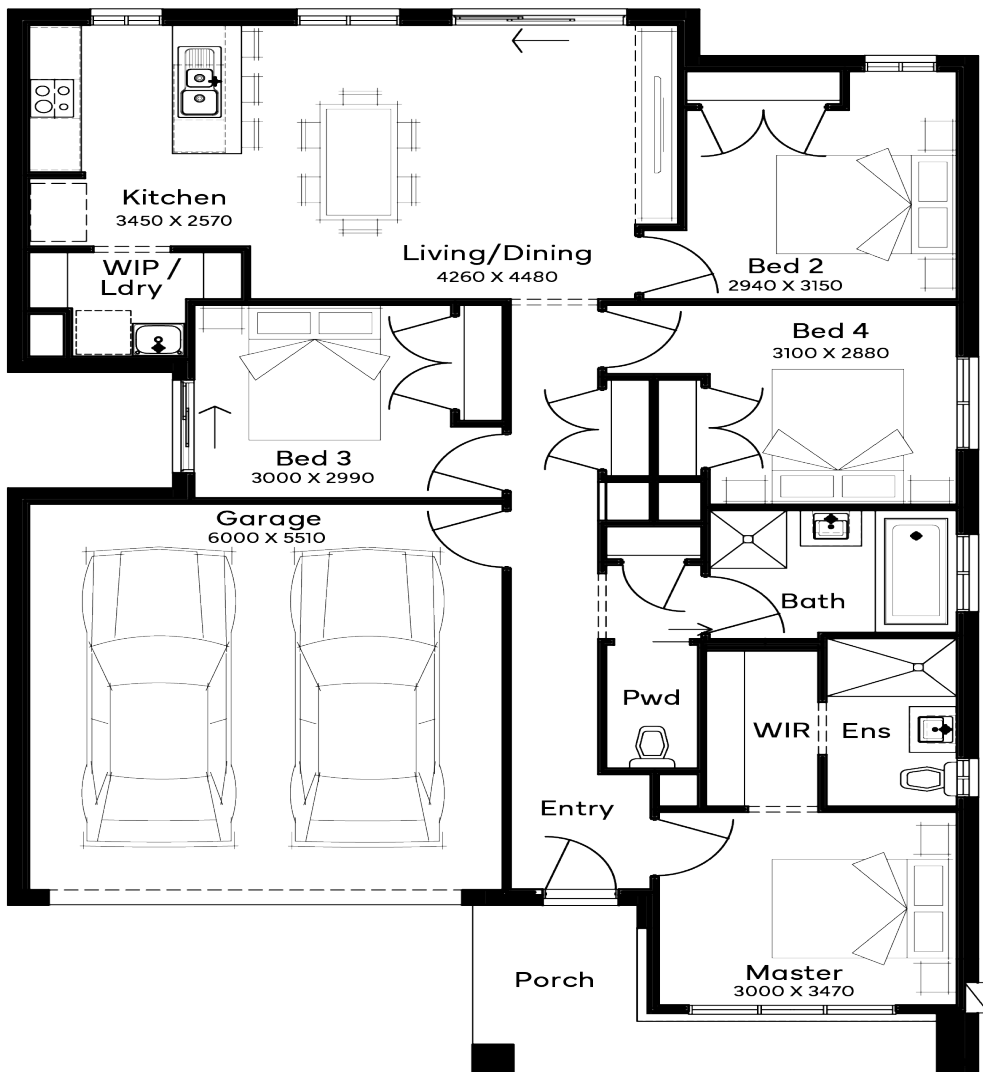 Kitchen
3450 X 2570
Living/Dining
4260 X 4480
WIP /
Ldry
Bed 2
2940 X 3150
Bed 4
3100 X 2880
Bed 3
3000 X 2990
Garage
6000 X 5510
Bath
Pwd
WIR
Ens
Entry
Master
3000 X 3470
Porch